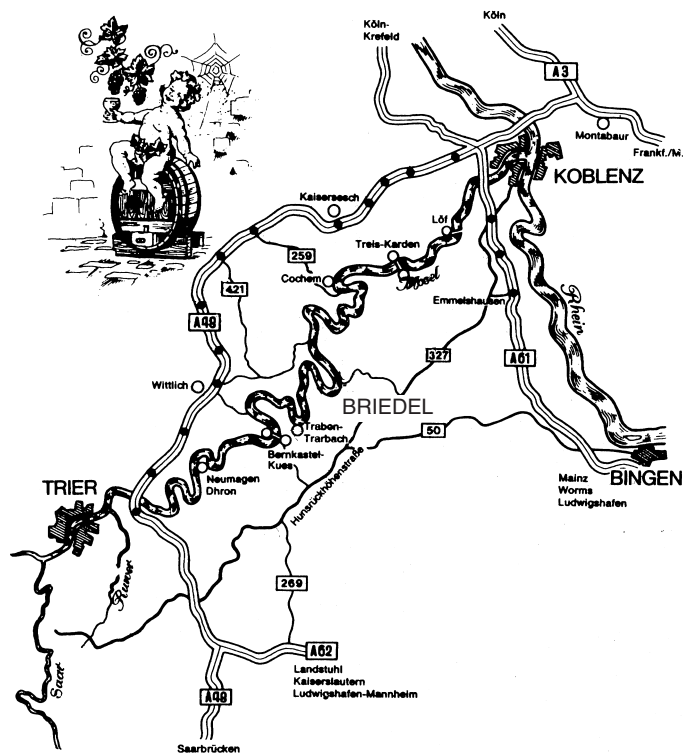 Köln-
Krefeld
Köln
A3
Montabaur
Frankf./M.
KOBLENZ
Kaisersesch
Löf
Treis-Karden
259
Cochem
Mosel
421
Emmelshausen
Rhein
A48
327
A61
Wittlich
BRIEDEL
Traben-
Trarbach
50
Bernkastel-
Kues
Neumagen
Dhron
Hunsrückhöhenstraße
BINGEN
Mainz
Worms
Ludwigshafen
TRIER
Ruwer
269
Saar
A62
Landstuhl
Kaiserslautern
Ludwigshafen-Mannheim
A48
Saarbrücken